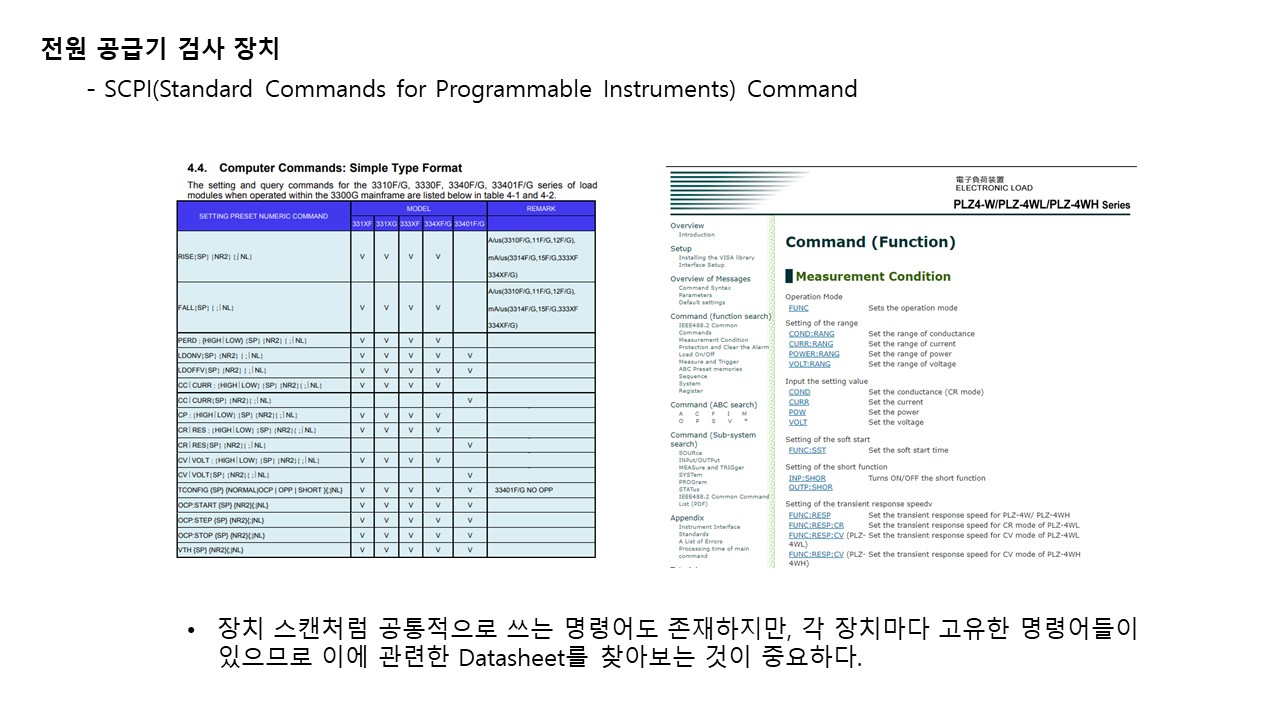 전원 공급기 검사 장치
- SCPI(Standard Commands for Programmable Instruments) Command
4.4. Computer Commands: Simple Type Format
The setting and query commands for the 3310F/G, 3330F, 3340F/G, 33401F/G series of load
modules when operated within the 3300G mainframe are listed below in table 4-1 and 4-2.
SETTING PRESET NUMERIC COMMAND MODEL REMARK
331XF 331XG 333XF 334XF/G 33401F/G
RISE{SP} {NR2} {;|NL} V V V V A/us(3310F/G,11F/G,12F/G),
mA/us(3314F/G,15F/G,333XF
334XF/G)
FALL{SP} { ;|NL} V V V V A/us(3310F/G,11F/G,12F/G),
mA/us(3314F/G,15F/G,333XF
334XF/G)
PERD : {HIGH | LOW} {SP} {NR2} { ;|NL} V V V V
LDONV{SP} {NR2} { ;|NL} V V V V V
LDOFFV{SP} {NR2} { ;|NL} V V V V V
CC | CURR : {HIGH | LOW} {SP} {NR2}{ ;|NL} V V V V
CC | CURR{SP} {NR2}{ ;|NL} V
CP : {HIGH | LOW} {SP} {NR2}{ ;|NL} V V V V
CR | RES : {HIGH | LOW} {SP} {NR2}{ ;|NL} V V V V
CR | RES{SP} {NR2}{ ;|NL} V
CV | VOLT : {HIGH | LOW} {SP} {NR2}{ ;|NL} V V V V
CV | VOLT{SP} {NR2}{ ;|NL} V
TCONFIG {SP} {NORMAL|OCP | OPP | SHORT }{;|NL} V V V V V 33401F/G NO OPP
OCP:START {SP} {NR2}{;|NL} V V V V V
OCP:STEP {SP} {NR2}{;|NL} V V V V V
OCP:STOP {SP} {NR2}{;|NL} V V V V V
VTH {SP} {NR2}{;|NL} V V V V V
電子負荷装置
ELECTRONIC LOAD
PLZ4-W/PLZ-4WL/PLZ-4WH Series
Overview
Introduction
Setup
Installing the VISA library
Interface Setup
Overview of Messages
Command Syntax
Parameters
Default settings
Command (function search)
IEEE488.2 Common
Commands
Measurement Condition
Protection and Clear the Alarm
Load On/Off
Measure and Trigger
ABC Preset memories
Sequence
System
Register
Command (ABC search)
A C F I M
O P S V *
Command (Sub-system
search)
SOURce
INPut/OUTPut
MEASure and TRIGger
SYSTem
PROGram
STATus
IEEE488.2 Common Command
List (PDF)
Appendix
Instrument Interface
Standards
A List of Errors
Processing time of main
command
Command (Function)
Measurement Condition
Operation Mode
FUNC Sets the operation mode
Setting of the range
COND:RANG Set the range of conductance
CURR:RANG Set the range of current
POWER:RANG Set the range of power
VOLT:RANG Set the range of voltage
Input the setting value
COND Set the conductance (CR mode)
CURR Set the current
POW Set the power
VOLT Set the voltage
Setting of the soft start
FUNC:SST Set the soft start time
Setting of the short function
INP:SHOR Turns ON/OFF the short function
OUTP:SHOR
Setting of the transient response speedv
FUNC:RESP Set the transient response speed for PLZ-4W/ PLZ-4WH
FUNC:RESP:CR Set the transient response speed for CR mode of PLZ-4WL
FUNC:RESP:CV (PLZ- Set the transient response speed for CV mode of PLZ-4WL
4WL)
FUNC:RESP:CV (PLZ- Set the transient response speed for CV mode of PLZ-4WH
4WH)
• 장치 스캔처럼 공통적으로 쓰는 명령어도 존재하지만, 각 장치마다 고유한 명령어들이
있으므로 이에 관련한 Datasheet를 찾아보는 것이 중요하다.